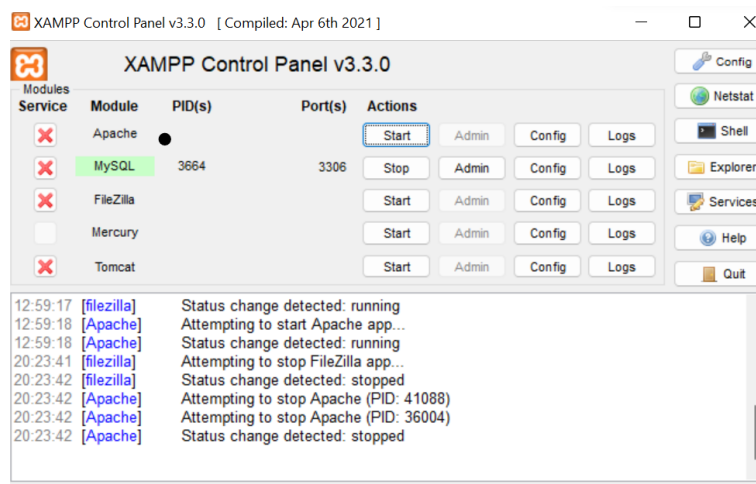 XAMPP Control Panel v3.3.0 [ Compiled: Apr 6th 2021 ]
XAMPP Control Panel v3.3.0
Config
Modules
Service Module PID(s) Port(s) Actions
Netstat
Apache Start Admin Config Logs
Shell
MySQL 3664 3306 Stop Admin Config Logs
Explorer
FileZilla Start Admin Config Logs
Services
Mercury Start Admin Config Logs
Help
Tomcat Start Admin Config Logs
Quit
12:59:17 [filezilla] Status change detected: running
12:59:18 [Apache] Attempting to start Apache app...
12:59:18 [Apache] Status change detected: running
20:23:41 [filezilla] Attempting to stop FileZilla app...
20:23:42 [filezilla] Status change detected: stopped
20:23:42 [Apache] Attempting to stop Apache (PID: 41088)
20:23:42 [Apache] Attempting to stop Apache (PID: 36004)
20:23:42 [Apache] Status change detected: stopped